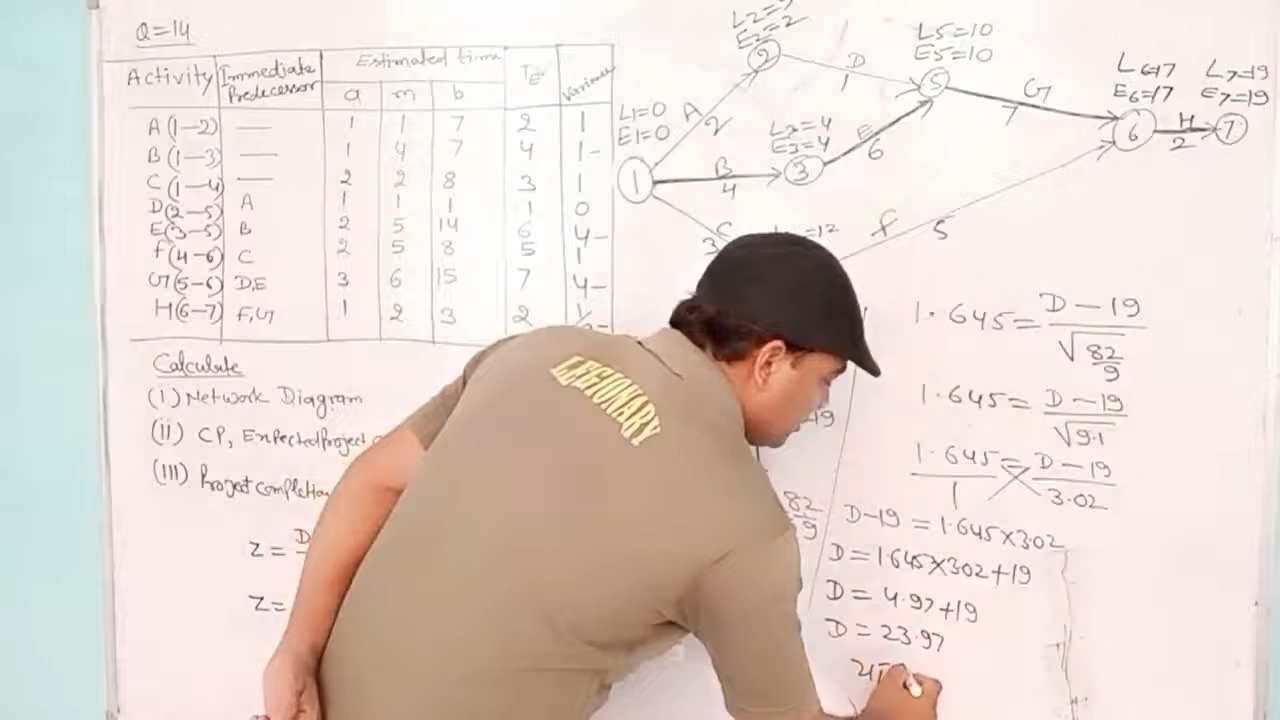 Q=14
Activity Immediate Predecessor Estimated time TE Variance
a m b
A(1-2) — 1 1 7 2 1
B(1-3) — 1 4 7 4 1-
C(1-4) — 2 2 8 3 1
D(2-5) A 1 1 1 1 0
E(3-5) B 2 5 14 6 4-
f(4-6) C 2 5 8 5 1
G(5-6) D,E 3 6 15 7 4-
H(6-7) F,G 1 2 3 2
Calculate
(I) Network Diagram
(II) CP, Expected project
(III) Project completion
Z =
Z=
E2=2
2
L1=0
E1=0
1
A
2
B
4
C
3
L3=4
E3=4
3
D
1
E
6
L5=10
E5=10
5
G
7
f
5
=12
L6=17
E6=17
6
H
2
L7=19
E7=19
7
LEGIONARY
82/9
1.645 = D-19/√82/9
1.645 = D-19/√9.1
1.645/1 = D-19/3.02
D-19 = 1.645×3.02
D = 1.645×3.02+19
D = 4.97+19
D = 23.97